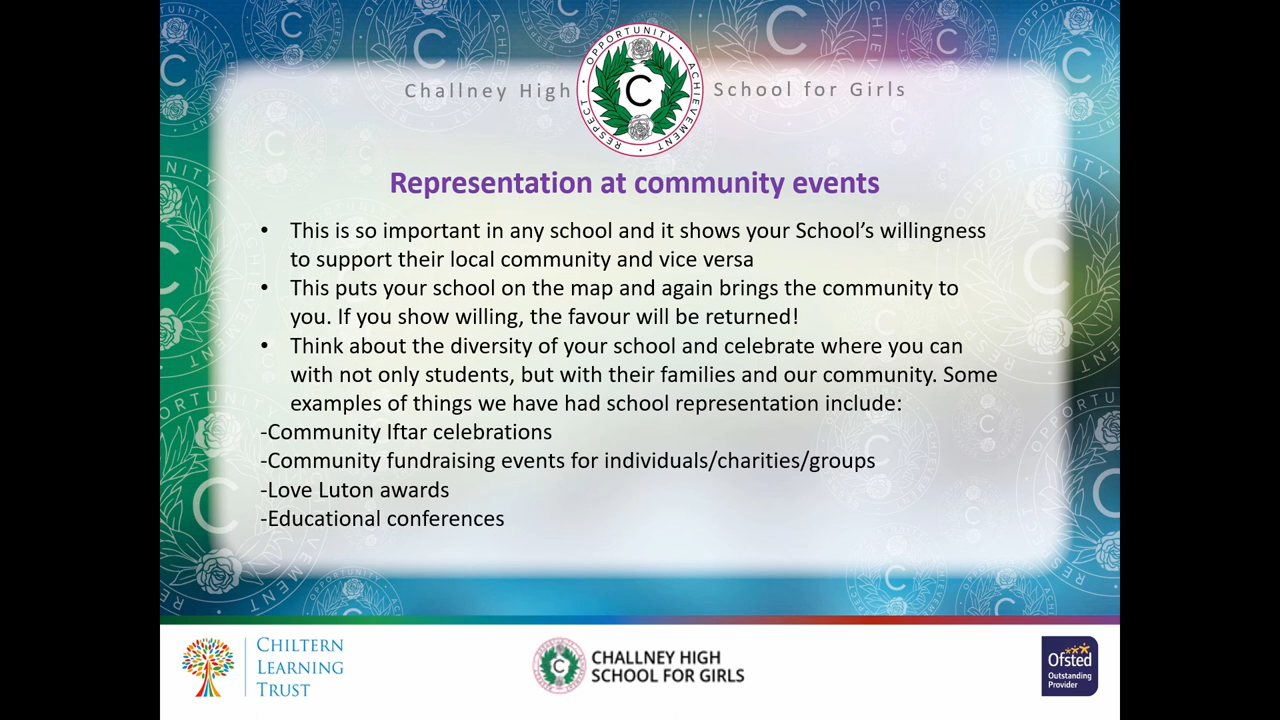 Challney High School for Girls
OPPORTUNITY · ACHIEVEMENT · RESPECT
C
Representation at community events
• This is so important in any school and it shows your School’s willingness
to support their local community and vice versa
• This puts your school on the map and again brings the community to
you. If you show willing, the favour will be returned!
• Think about the diversity of your school and celebrate where you can
with not only students, but with their families and our community. Some
examples of things we have had school representation include:
-Community Iftar celebrations
-Community fundraising events for individuals/charities/groups
-Love Luton awards
-Educational conferences
CHILTERN
LEARNING
TRUST
CHALLNEY HIGH
SCHOOL FOR GIRLS
Ofsted
Outstanding
Provider